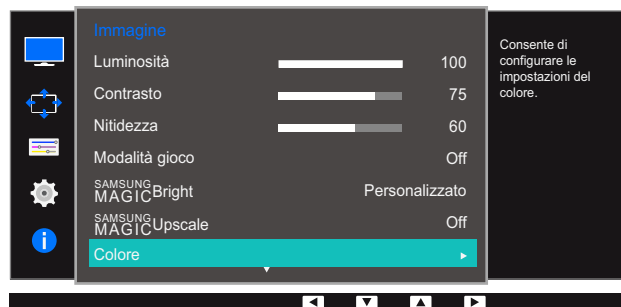 Immagine
Luminosità 100
Contrasto 75
Nitidezza 60
Modalità gioco Off
SAMSUNG MAGIC Bright Personalizzato
SAMSUNG MAGIC Upscale Off
Colore
Consente di
configurare le
impostazioni del
colore.